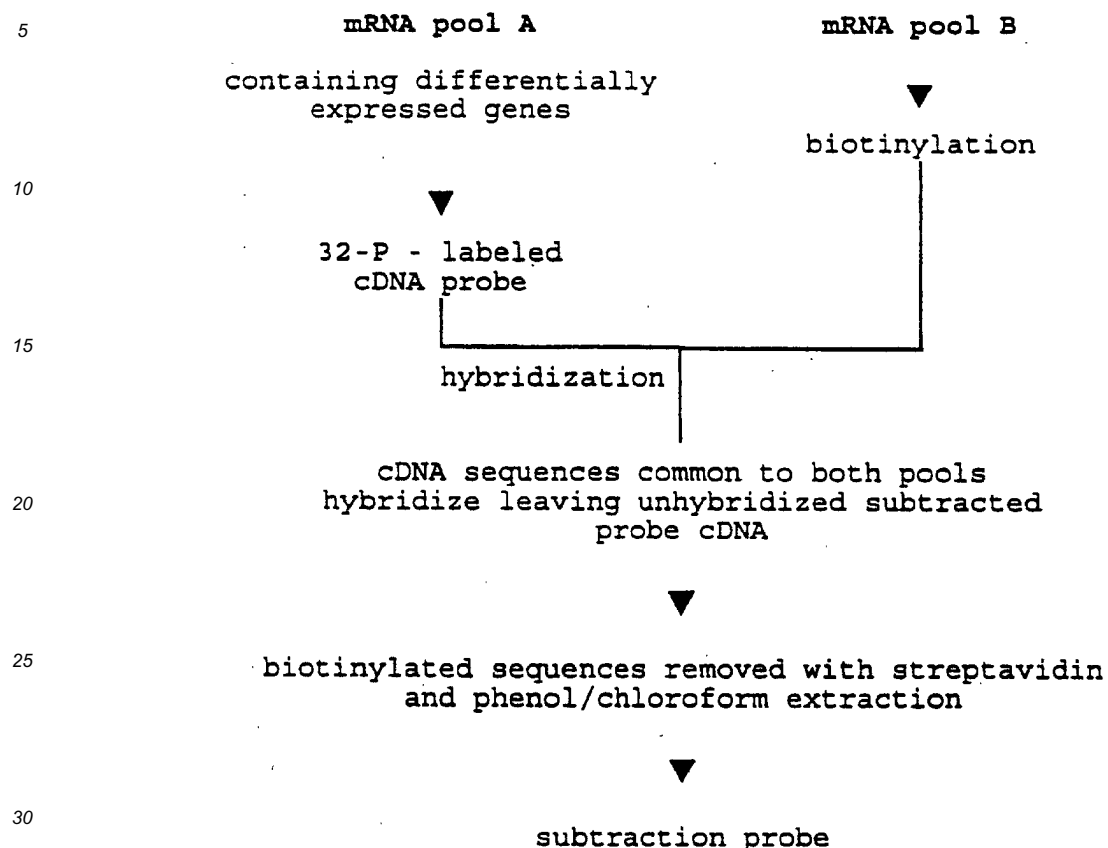 5
mRNA pool A
mRNA pool B
containing differentially
expressed genes
biotinylation
10
32-P - labeled
cDNA probe
15
hybridization
cDNA sequences common to both pools
20
hybridize leaving unhybridized subtracted
probe cDNA
25
biotinylated sequences removed with streptavidin
and phenol/chloroform extraction
30
subtraction probe